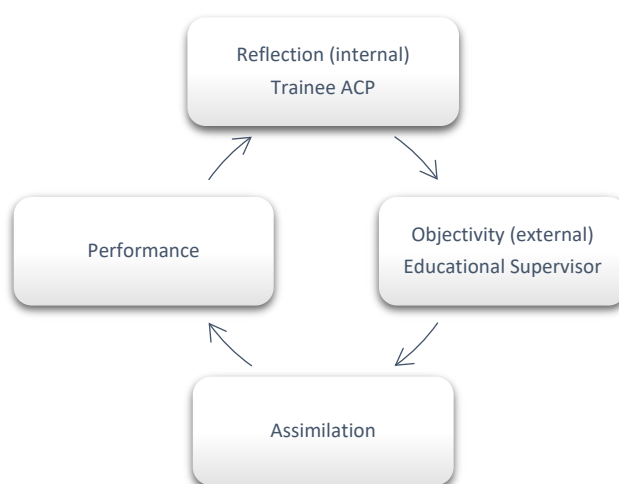 Reflection (internal)
Trainee ACP
Objectivity (external)
Educational Supervisor
Assimilation
Performance